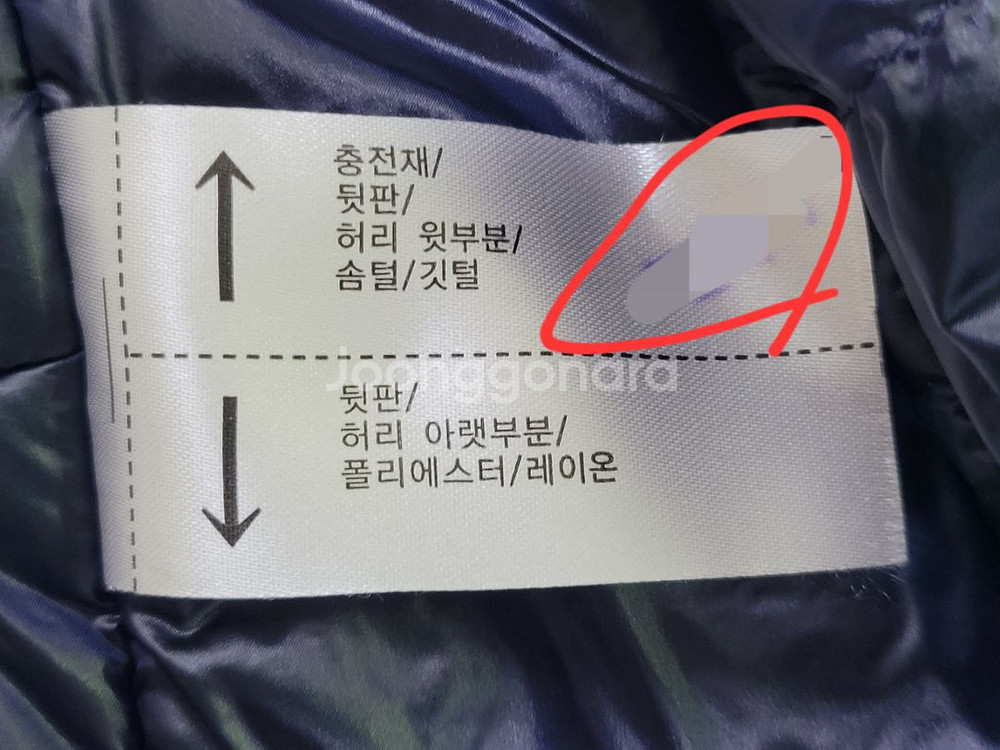 충전재/
뒷판/
허리 윗부분/
솜털/깃털
Joonggonara
뒷판/
허리 아랫부분/
폴리에스터/레이온